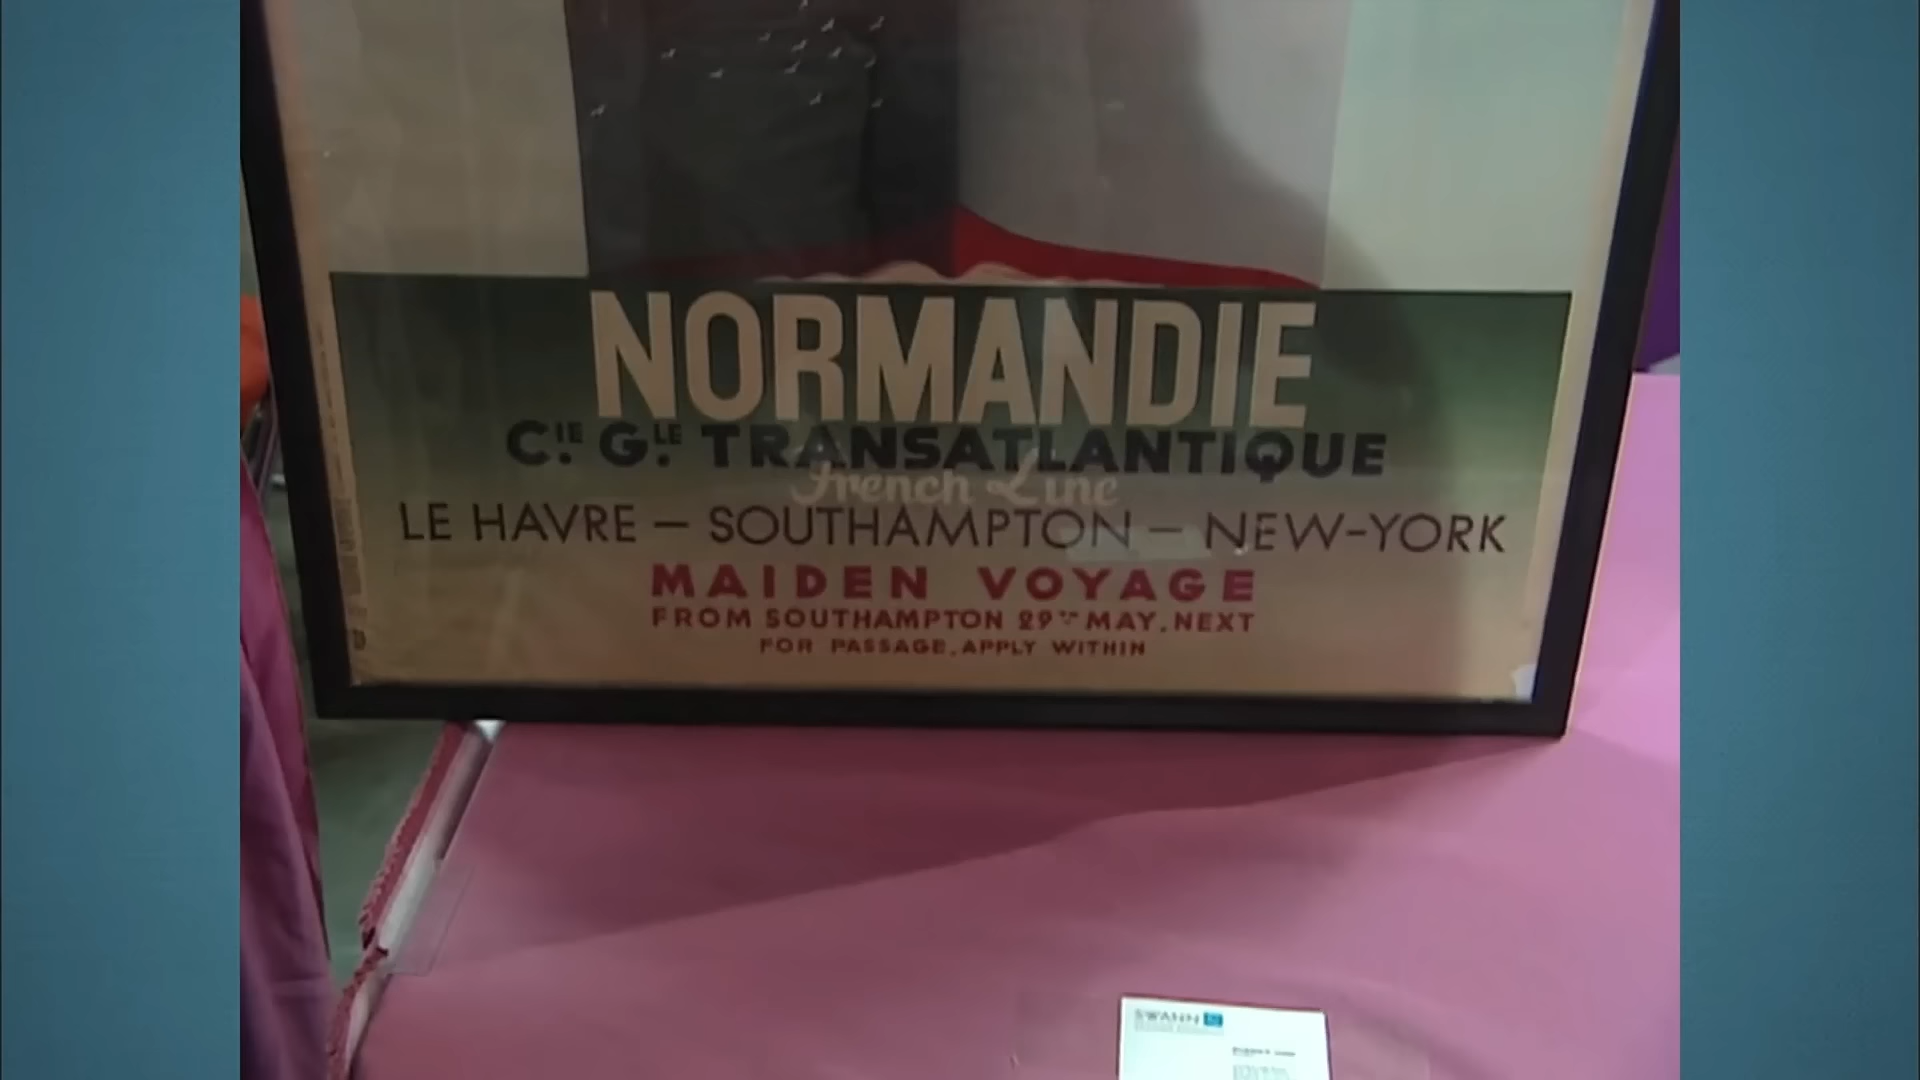 NORMANDIE
CIE. GLE. TRANSATLANTIQUE
French Line
LE HAVRE – SOUTHAMPTON – NEW-YORK
MAIDEN VOYAGE
FROM SOUTHAMPTON 29TH MAY, NEXT
FOR PASSAGE, APPLY WITHIN
SWANN